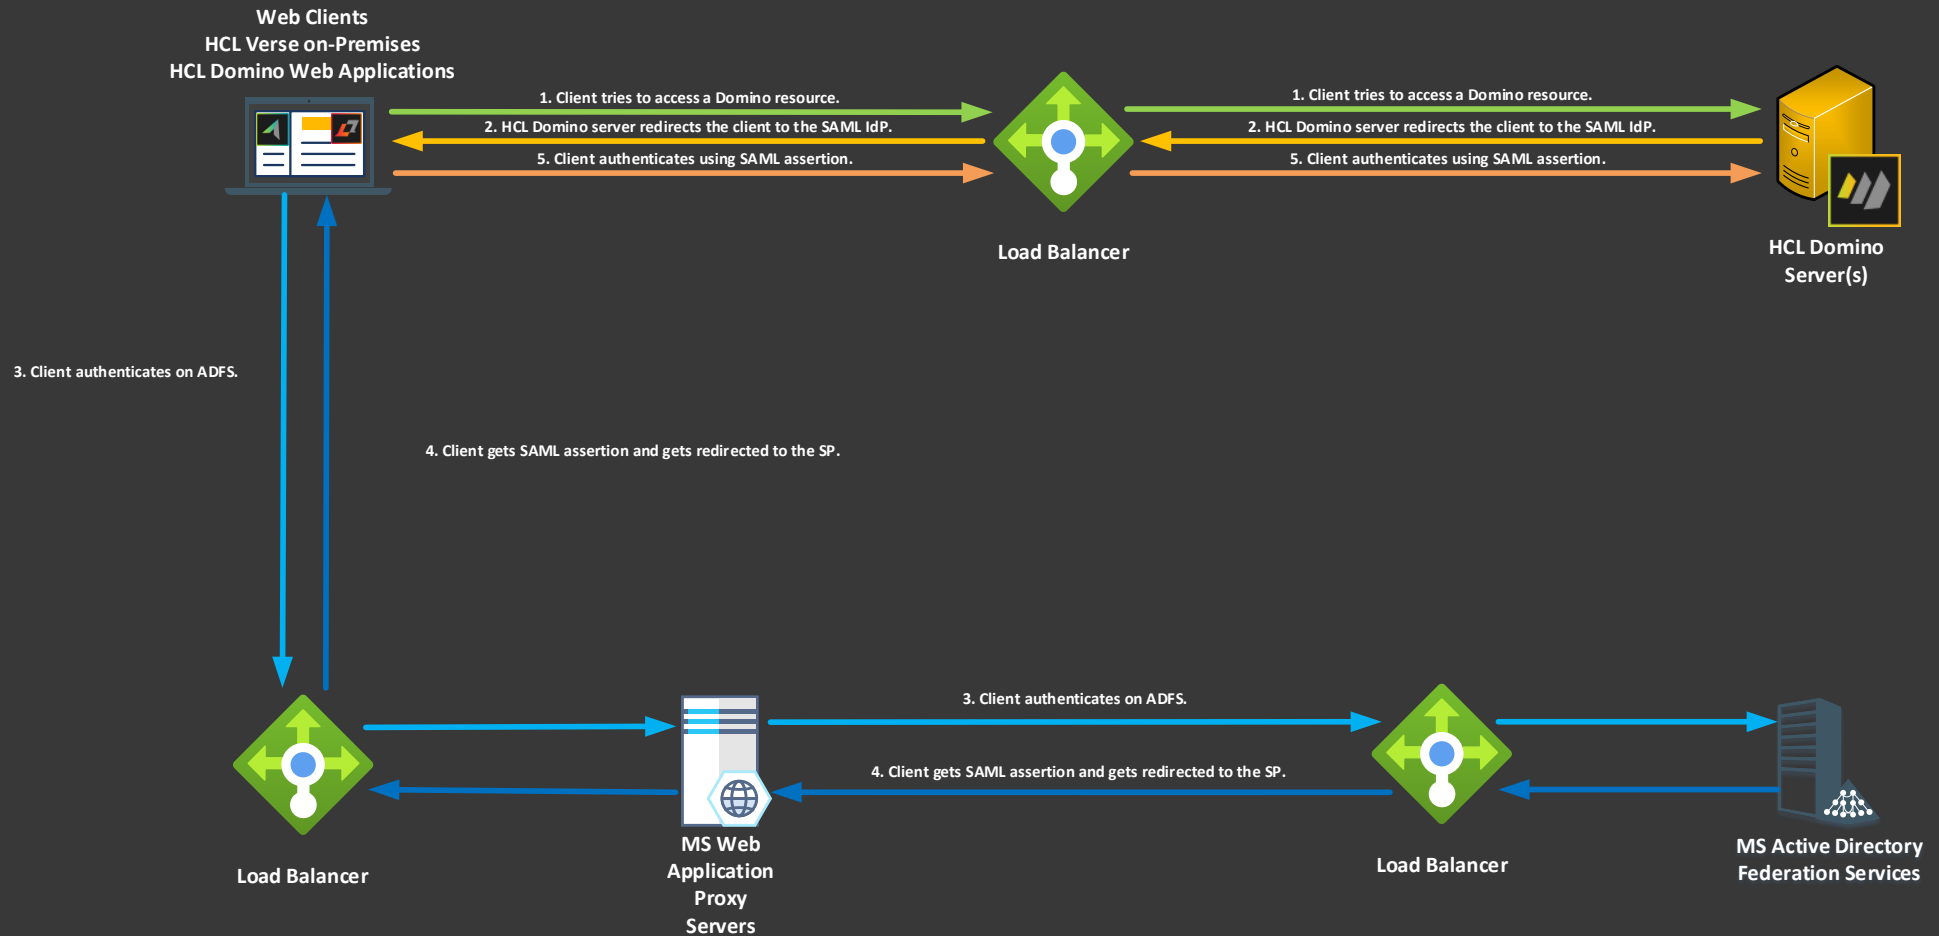 Web Clients
HCL Verse on-Premises
HCL Domino Web Applications
1. Client tries to access a Domino resource.
2. HCL Domino server redirects the client to the SAML IdP.
5. Client authenticates using SAML assertion.
Load Balancer
1. Client tries to access a Domino resource.
2. HCL Domino server redirects the client to the SAML IdP.
5. Client authenticates using SAML assertion.
HCL Domino
Server(s)
3. Client authenticates on ADFS.
4. Client gets SAML assertion and gets redirected to the SP.
Load Balancer
MS Web
Application
Proxy
Servers
3. Client authenticates on ADFS.
4. Client gets SAML assertion and gets redirected to the SP.
Load Balancer
MS Active Directory
Federation Services